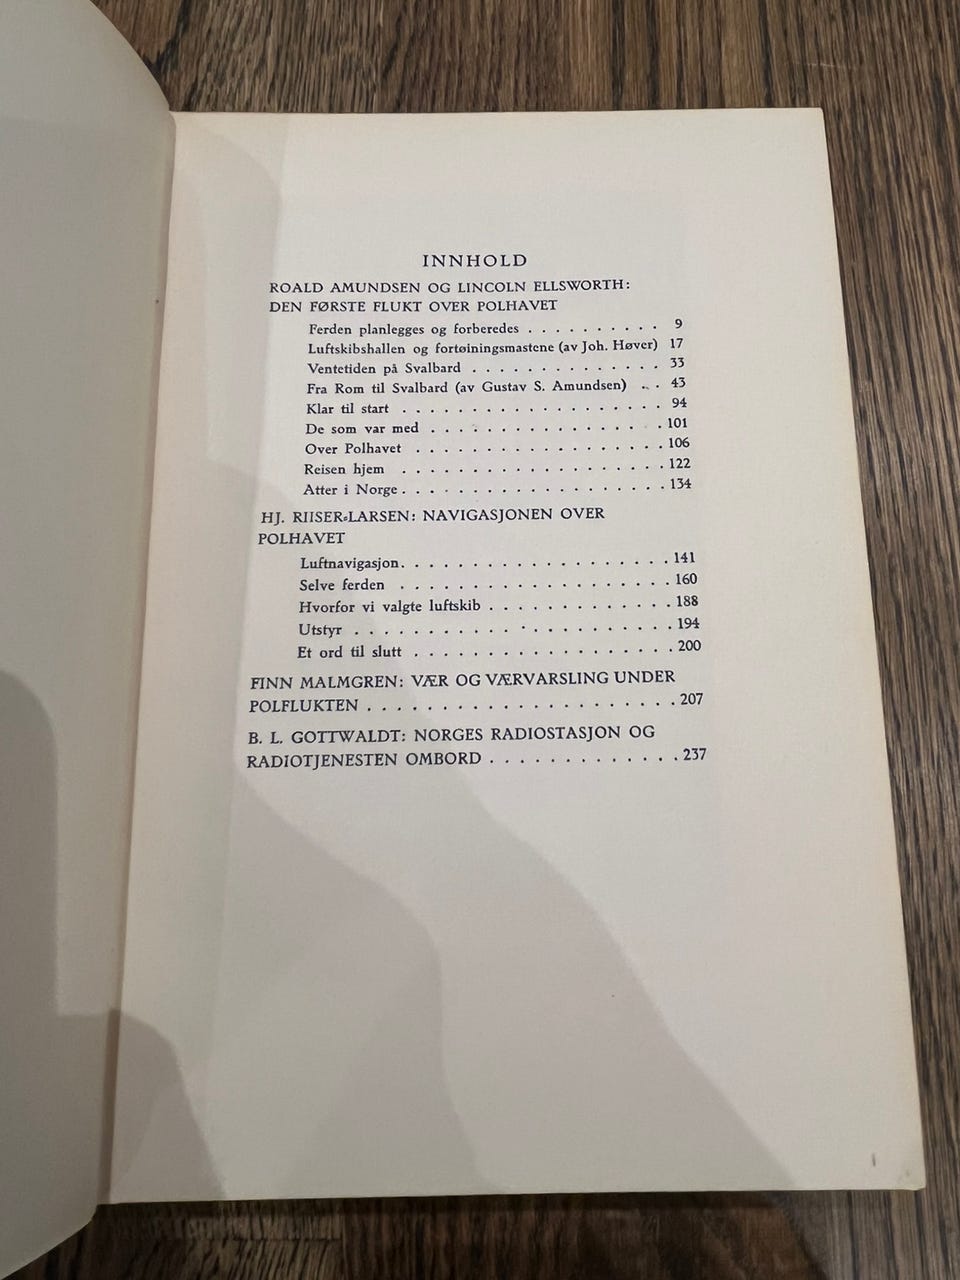 INNHOLD
ROALD AMUNDSEN OG LINCOLN ELLSWORTH:
DEN FØRSTE FLUKT OVER POLHAVET
Ferden planlegges og forberedes . . . . . . . . . . 9
Luftskibshallen og fortøiningsmastene (av Joh. Høver) 17
Ventetiden på Svalbard . . . . . . . . . . . . . . 33
Fra Rom til Svalbard (av Gustav S. Amundsen) . . 43
Klar til start . . . . . . . . . . . . . . . . . . . 94
De som var med . . . . . . . . . . . . . . . . . 101
Over Polhavet . . . . . . . . . . . . . . . . . . 106
Reisen hjem . . . . . . . . . . . . . . . . . . . 122
Atter i Norge . . . . . . . . . . . . . . . . . . . 134
HJ. RIISER-LARSEN: NAVIGASJONEN OVER
POLHAVET
Luftnavigasjon . . . . . . . . . . . . . . . . . . . 141
Selve ferden . . . . . . . . . . . . . . . . . . . 160
Hvorfor vi valgte luftskib . . . . . . . . . . . . . 188
Utstyr . . . . . . . . . . . . . . . . . . . . . . 194
Et ord til slutt . . . . . . . . . . . . . . . . . . 200
FINN MALMGREN: VÆR OG VÆRVARSLING UNDER
POLFLUKTEN . . . . . . . . . . . . . . . . . . . . . 207
B. L. GOTTWALDT: NORGES RADIOSTASJON OG
RADIOTJENESTEN OMBORD . . . . . . . . . . . . . 237